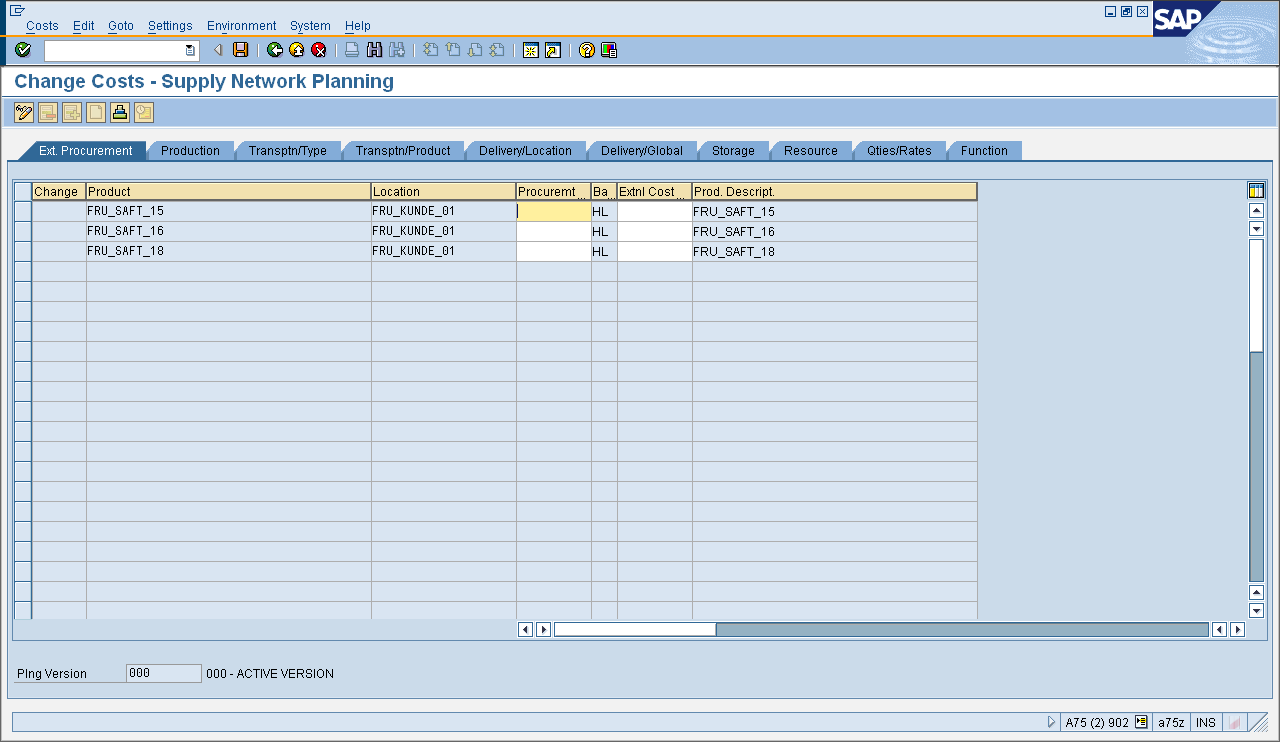 Costs Edit Goto Settings Environment System Help
SAP
Change Costs - Supply Network Planning
Ext. Procurement Production Transptn/Type Transptn/Product Delivery/Location Delivery/Global Storage Resource Qties/Rates Function
Change Product Location Procuremt... Ba... Extnl Cost ... Prod. Descript.
FRU_SAFT_15 FRU_KUNDE_01 HL FRU_SAFT_15
FRU_SAFT_16 FRU_KUNDE_01 HL FRU_SAFT_16
FRU_SAFT_18 FRU_KUNDE_01 HL FRU_SAFT_18
Plng Version 000 000 - ACTIVE VERSION
A75 (2) 902 a75z INS